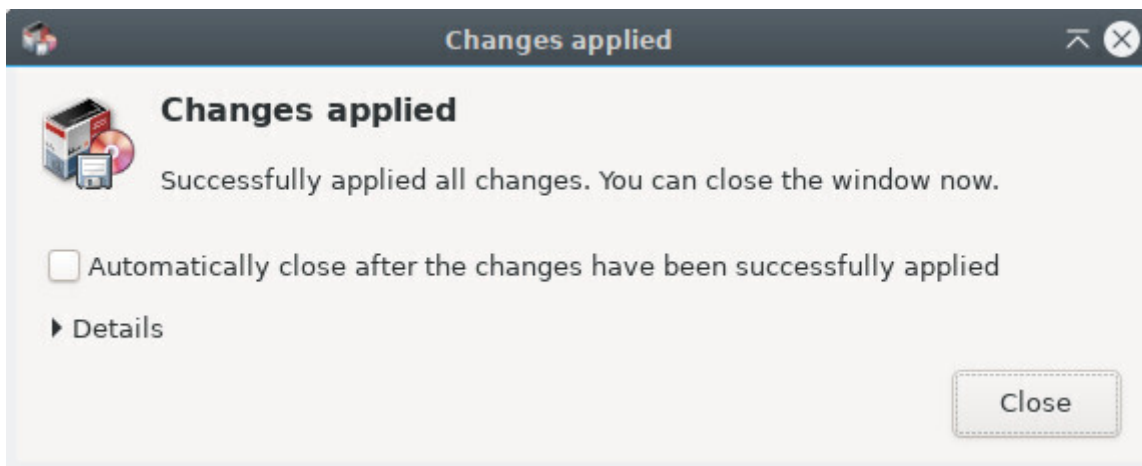 Changes applied
Changes applied
Successfully applied all changes. You can close the window now.
Automatically close after the changes have been successfully applied
Details
Close